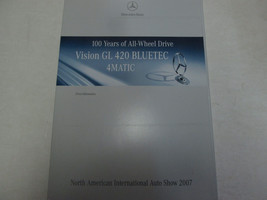 100 Years of All-Wheel Drive
Vision GL 420 BLUETEC
4MATIC
North American International Auto Show 2007